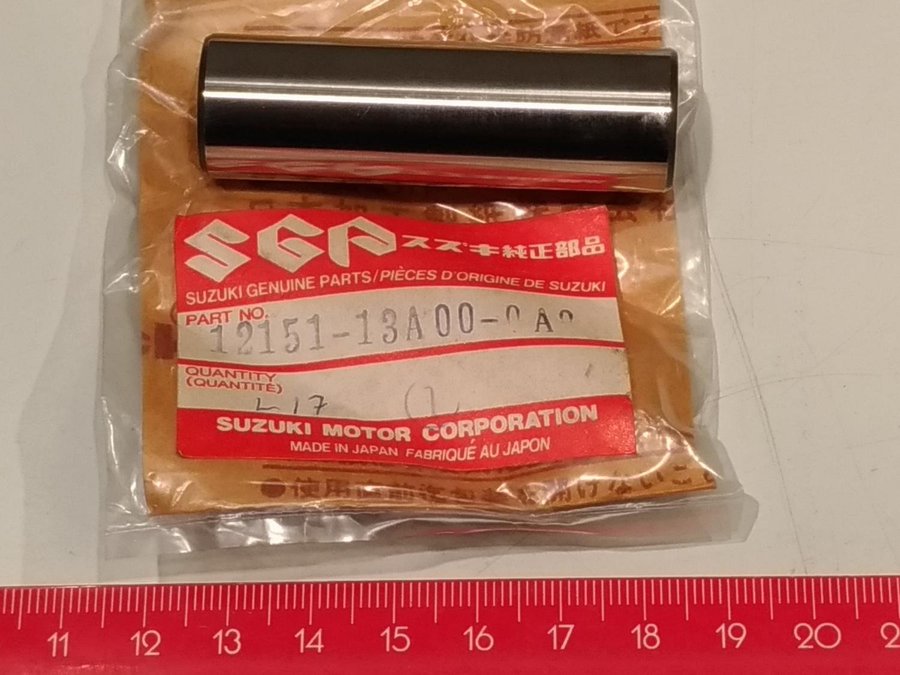 SGP スズキ純正部品
SUZUKI GENUINE PARTS/PIÈCES D'ORIGINE DE SUZUKI
PART NO.
12151-13A00-0A0
QUANTITY
(QUANTITÉ)
L17 (1
SUZUKI MOTOR CORPORATION
MADE IN JAPAN FABRIQUÉ AU JAPON
11 12 13 14 15 16 17 18 19 20 2